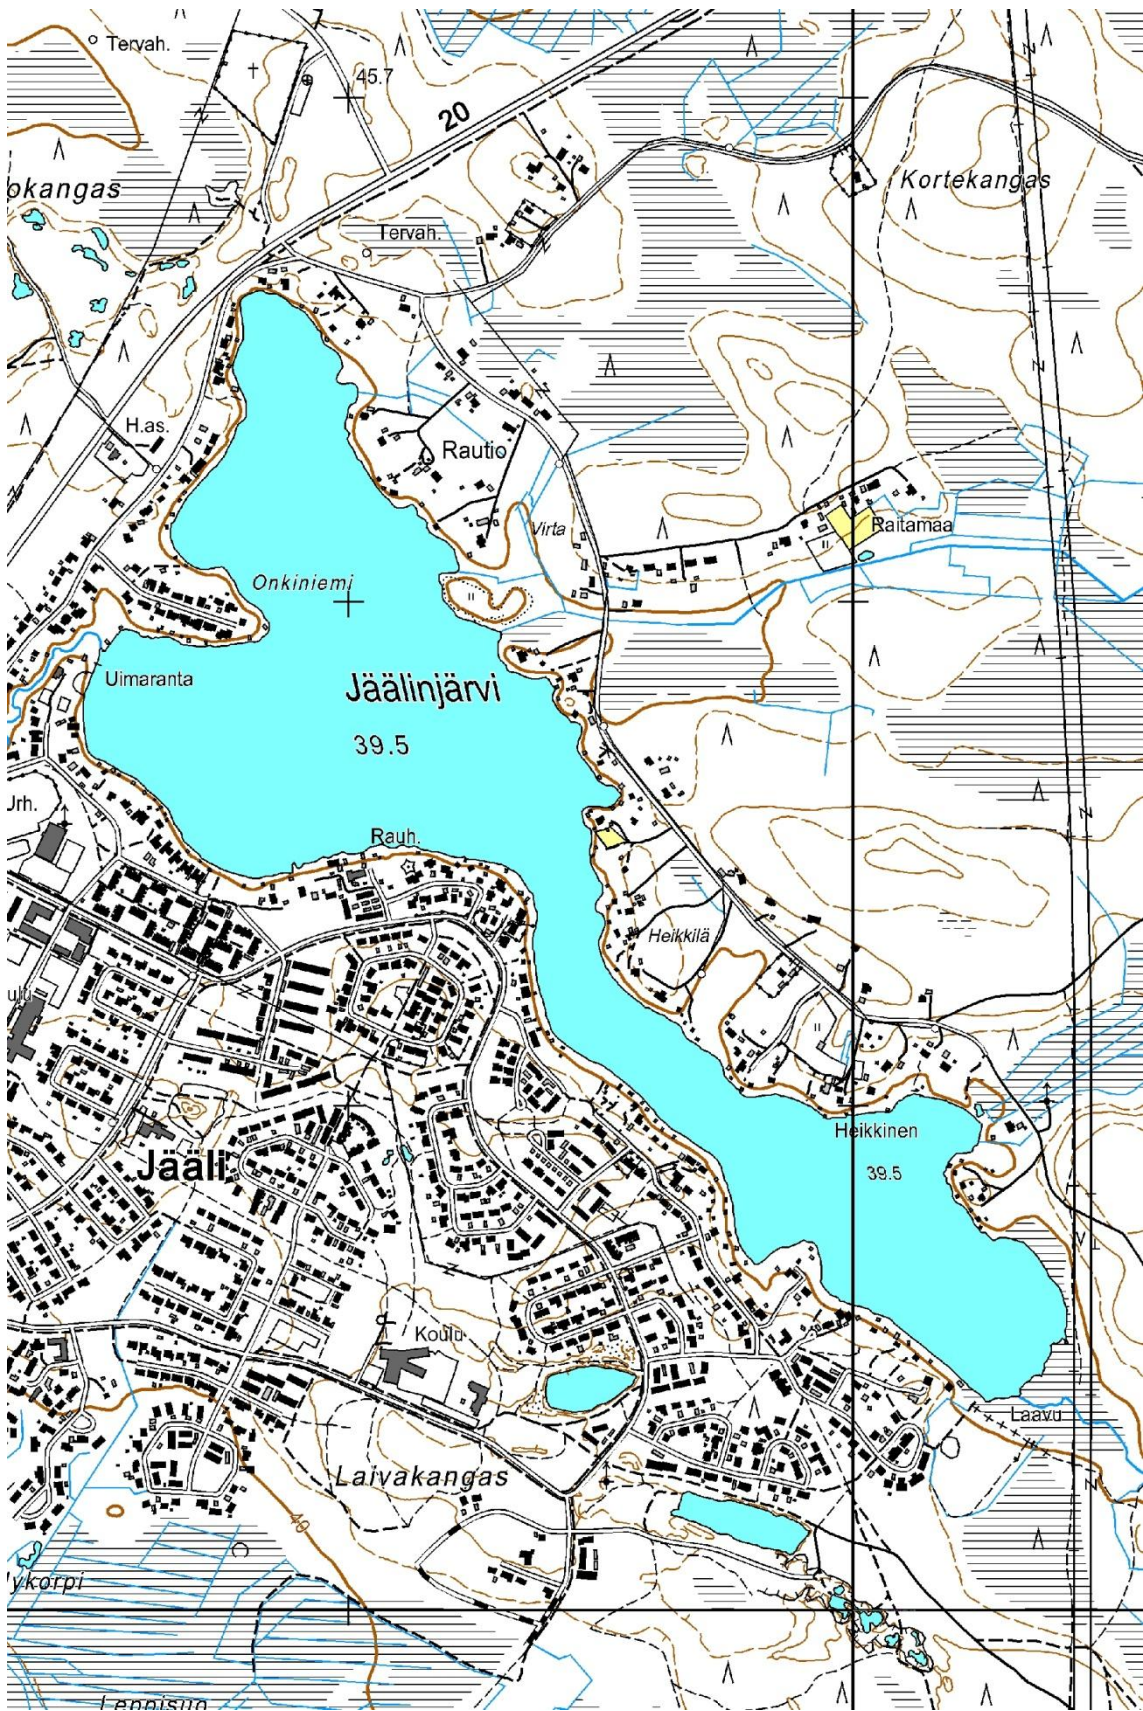 Tervah.
45.7
20
okangas
Kortekangas
Tervah.
H.as.
Rautio
Virta
Raitamaa
Onkiniemi
Uimaranta
Jäälinjärvi
39.5
Urh.
Rauh.
Heikkilä
ulu
Heikkinen
39.5
Jääli
Koulu
Laavu
Laivakangas
40
ykorpi
Leppisuo